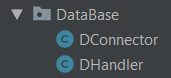 DataBase
C DConnector
C DHandler